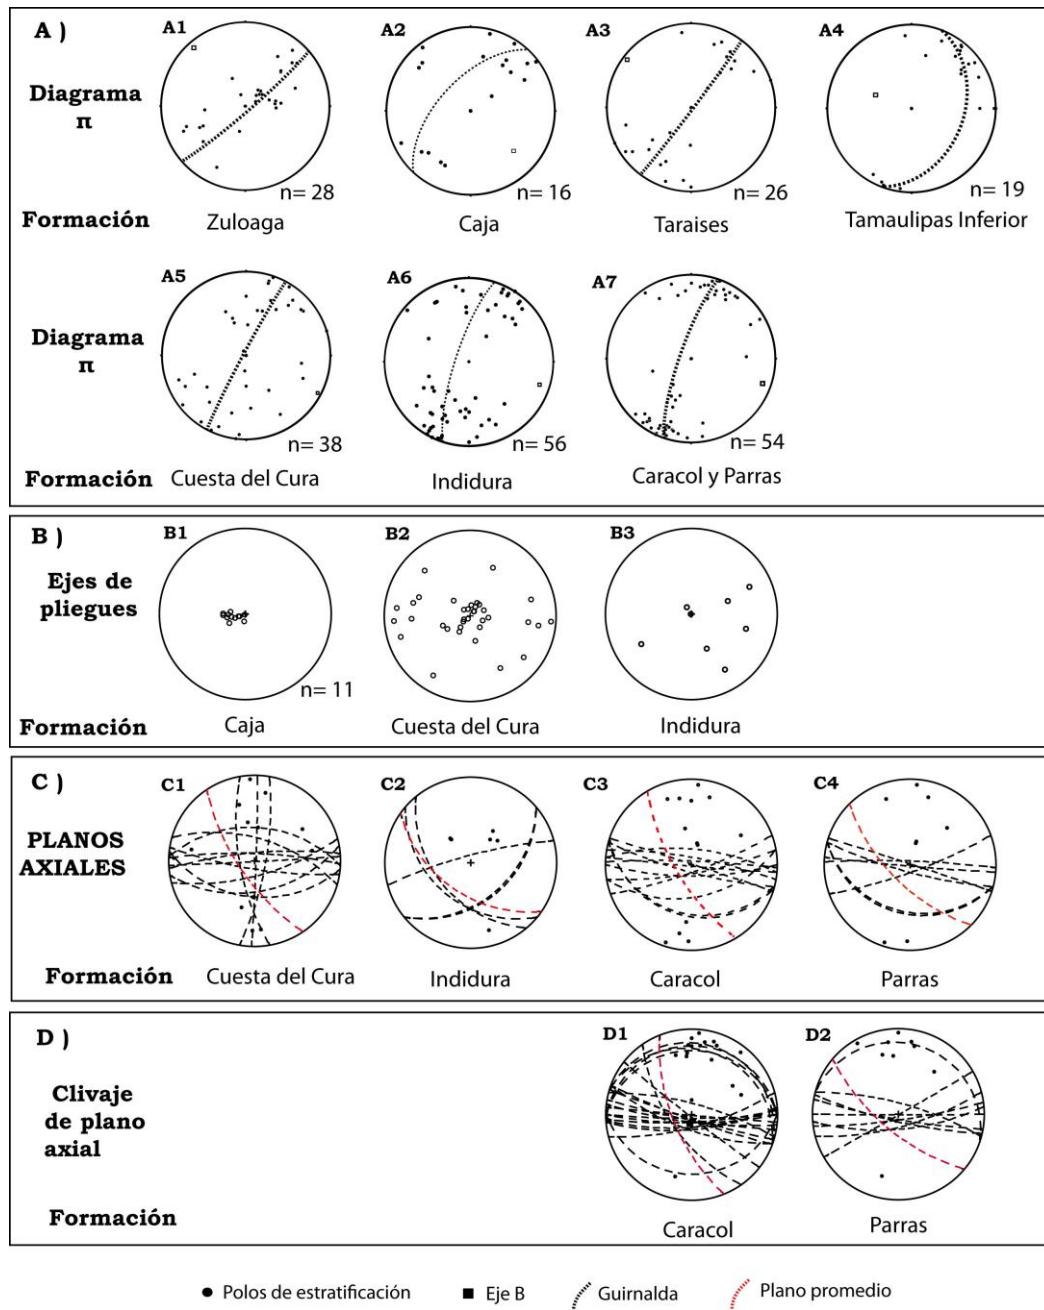 A )
A1
A2
A3
A4
Diagrama
π
n= 28
n= 16
n= 26
n= 19
Formación
Zuloaga
Caja
Taraises
Tamaulipas Inferior
A5
A6
A7
Diagrama
π
n= 38
n= 56
n= 54
Formación
Cuesta del Cura
Indidura
Caracol y Parras
B )
B1
B2
B3
Ejes de
pliegues
n= 11
Formación
Caja
Cuesta del Cura
Indidura
C )
C1
C2
C3
C4
PLANOS
AXIALES
Formación
Cuesta del Cura
Indidura
Caracol
Parras
D )
D1
D2
Clivaje
de plano
axial
Formación
Caracol
Parras
Polos de estratificación
Eje B
Guirnalda
Plano promedio